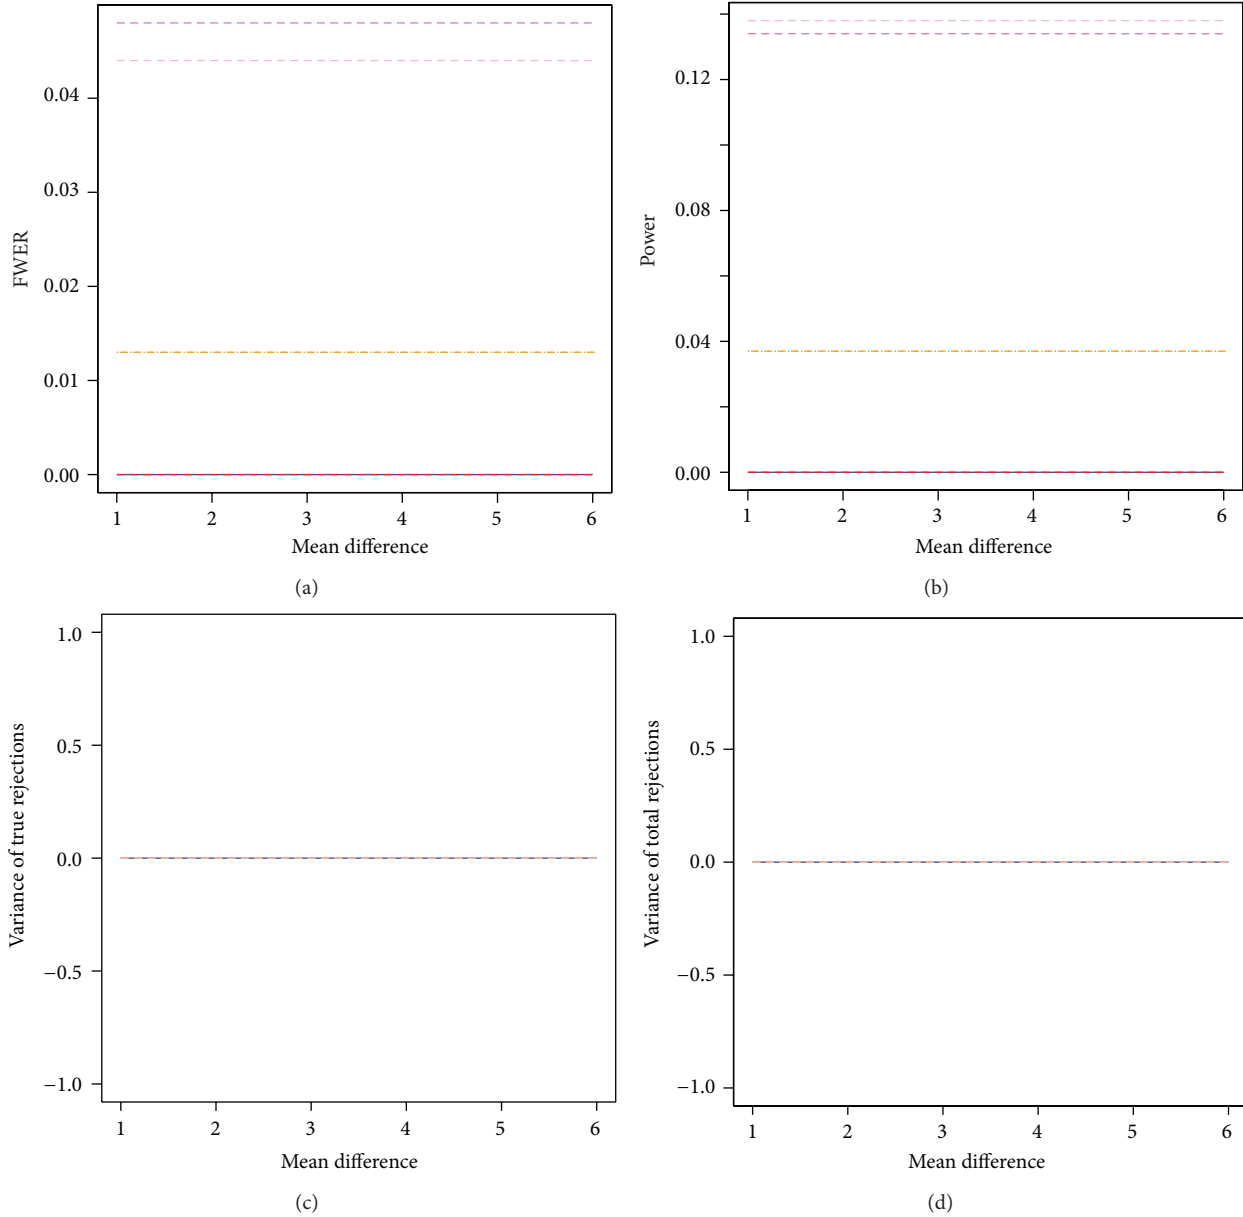 FWER
0.04
0.03
0.02
0.01
0.00
1 2 3 4 5 6
Mean difference
(a)
Power
0.12
0.08
0.04
0.00
1 2 3 4 5 6
Mean difference
(b)
Variance of true rejections
1.0
0.5
0.0
−0.5
−1.0
1 2 3 4 5 6
Mean difference
(c)
Variance of total rejections
1.0
0.5
0.0
−0.5
−1.0
1 2 3 4 5 6
Mean difference
(d)